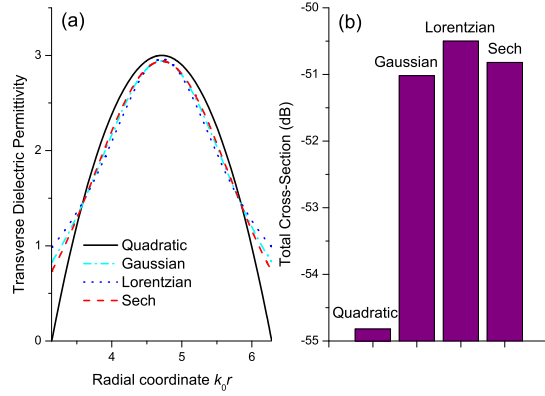 (a)
Transverse Dielectric Permittivity
3
2
1
0
Quadratic
Gaussian
Lorentzian
Sech
4 5 6
Radial coordinate k₀r
(b)
Total Cross-Section (dB)
-50
-51
-52
-53
-54
-55
Quadratic
Gaussian
Lorentzian
Sech